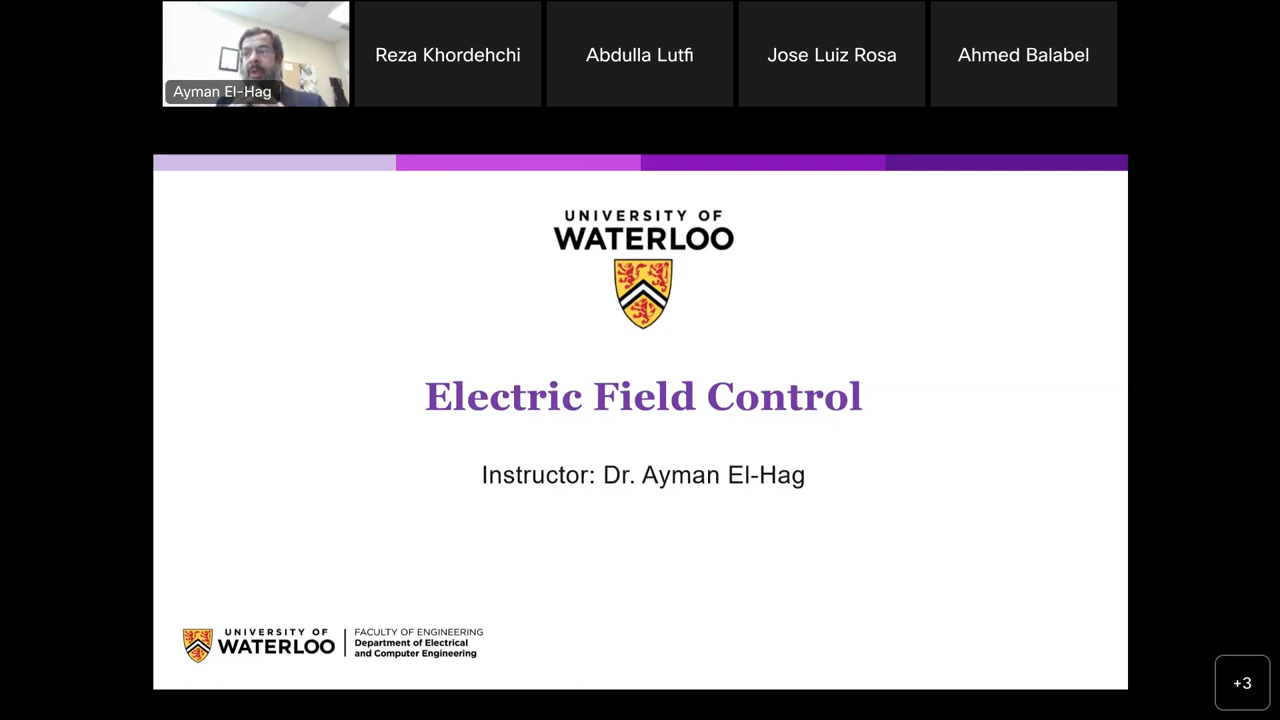 Ayman El-Hag
Reza Khordehchi
Abdulla Lutfi
Jose Luiz Rosa
Ahmed Balabel
UNIVERSITY OF
WATERLOO
Electric Field Control
Instructor: Dr. Ayman El-Hag
UNIVERSITY OF
WATERLOO
FACULTY OF ENGINEERING
Department of Electrical
and Computer Engineering
+3